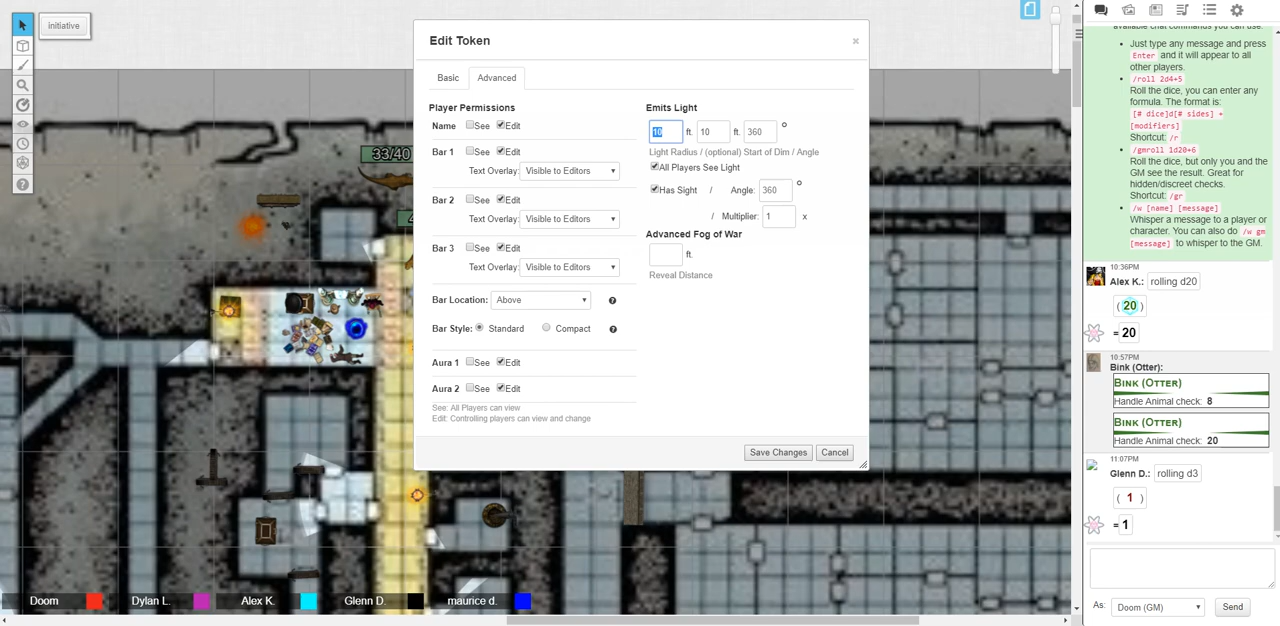 initiative
Edit Token
×
Basic
Advanced
Player Permissions
Name See Edit
Bar 1 See Edit
Text Overlay: Visible to Editors
Bar 2 See Edit
Text Overlay: Visible to Editors
Bar 3 See Edit
Text Overlay: Visible to Editors
Bar Location: Above
Bar Style: Standard Compact
Aura 1 See Edit
Aura 2 See Edit
See: All Players can view
Edit: Controlling players can view and change
Emits Light
10 ft. 10 ft. 360 °
Light Radius / (optional) Start of Dim / Angle
All Players See Light
Has Sight / Angle: 360 °
/ Multiplier: 1 x
Advanced Fog of War
ft.
Reveal Distance
Save Changes
Cancel
33/40
Doom
Dylan L.
Alex K.
Glenn D.
maurice d.
available chat commands you can use:
• Just type any message and press
Enter and it will appear to all
other players.
• /roll 2d4+5
Roll the dice, you can enter any
formula. The format is:
[# dice]d[# sides] +
[modifiers]
Shortcut: /r
• /gmroll 1d20+6
Roll the dice, but only you and the
GM see the result. Great for
hidden/discreet checks.
Shortcut: /gr
• /w [name] [message]
Whisper a message to a player or
character. You can also do /w gm
[message] to whisper to the GM.
10:36PM
Alex K.: rolling d20
( 20 )
= 20
10:57PM
Bink (Otter):
BINK (OTTER)
Handle Animal check: 8
BINK (OTTER)
Handle Animal check: 20
11:07PM
Glenn D.: rolling d3
( 1 )
= 1
As: Doom (GM) Send